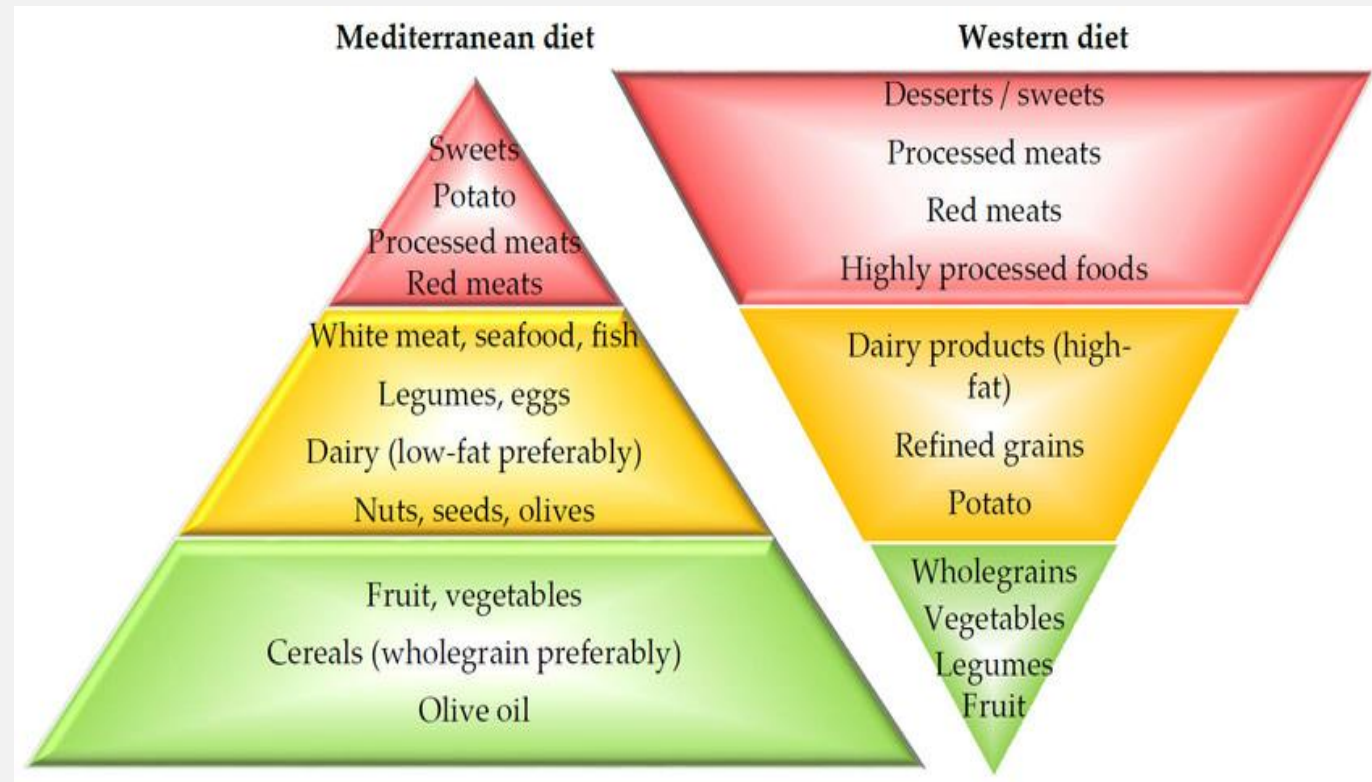 Mediterranean diet
Sweets
Potato
Processed meats
Red meats
White meat, seafood, fish
Legumes, eggs
Dairy (low-fat preferably)
Nuts, seeds, olives
Fruit, vegetables
Cereals (wholegrain preferably)
Olive oil
Western diet
Desserts / sweets
Processed meats
Red meats
Highly processed foods
Dairy products (high-
fat)
Refined grains
Potato
Wholegrains
Vegetables
Legumes
Fruit